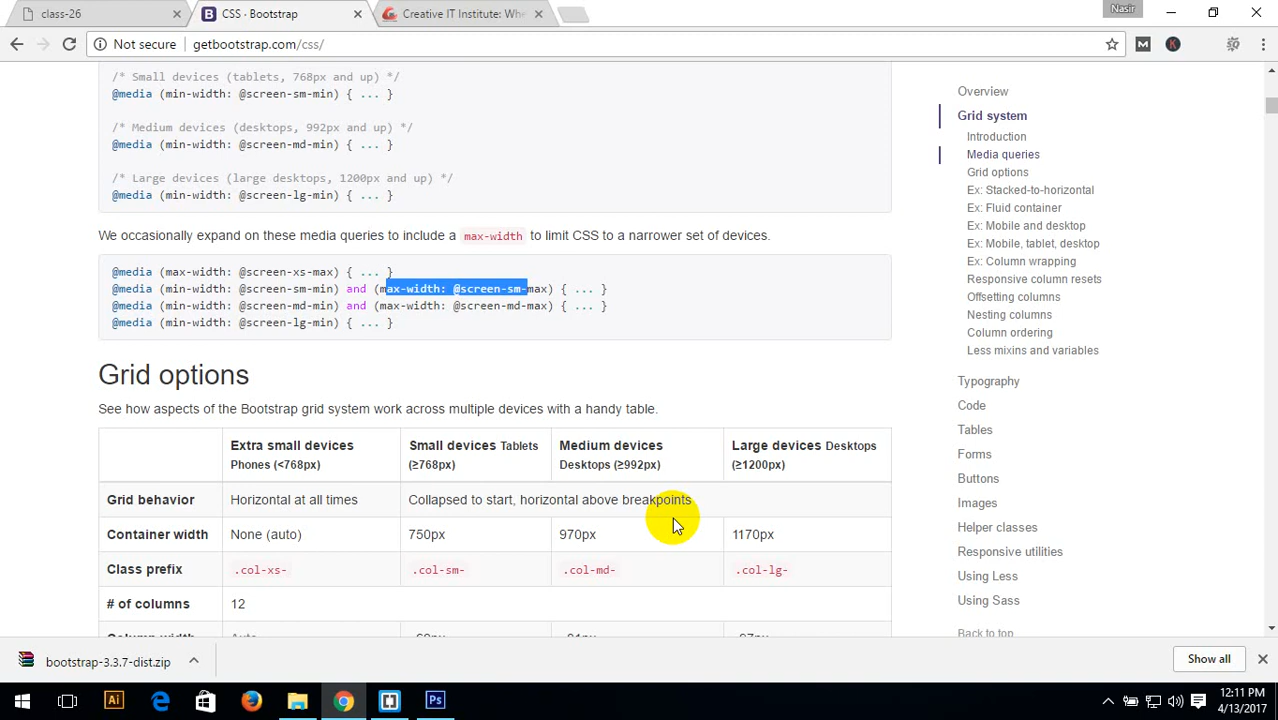 class-26
CSS · Bootstrap
Creative IT Institute: Whe
Nasir
Not secure
getbootstrap.com/css/
/* Small devices (tablets, 768px and up) */
@media (min-width: @screen-sm-min) { ... }
/* Medium devices (desktops, 992px and up) */
@media (min-width: @screen-md-min) { ... }
/* Large devices (large desktops, 1200px and up) */
@media (min-width: @screen-lg-min) { ... }
We occasionally expand on these media queries to include a max-width to limit CSS to a narrower set of devices.
@media (max-width: @screen-xs-max) { ... }
@media (min-width: @screen-sm-min) and (max-width: @screen-sm-max) { ... }
@media (min-width: @screen-md-min) and (max-width: @screen-md-max) { ... }
@media (min-width: @screen-lg-min) { ... }
Grid options
See how aspects of the Bootstrap grid system work across multiple devices with a handy table.
Extra small devices Phones (<768px)
Small devices Tablets (≥768px)
Medium devices Desktops (≥992px)
Large devices Desktops (≥1200px)
Grid behavior
Horizontal at all times
Collapsed to start, horizontal above breakpoints
Container width
None (auto)
750px
970px
1170px
Class prefix
.col-xs-
.col-sm-
.col-md-
.col-lg-
# of columns
12
Column width
Auto
Overview
Grid system
Introduction
Media queries
Grid options
Ex: Stacked-to-horizontal
Ex: Fluid container
Ex: Mobile and desktop
Ex: Mobile, tablet, desktop
Ex: Column wrapping
Responsive column resets
Offsetting columns
Nesting columns
Column ordering
Less mixins and variables
Typography
Code
Tables
Forms
Buttons
Images
Helper classes
Responsive utilities
Using Less
Using Sass
Back to top
bootstrap-3.3.7-dist.zip
Show all
Ai
Ps
12:11 PM
4/13/2017